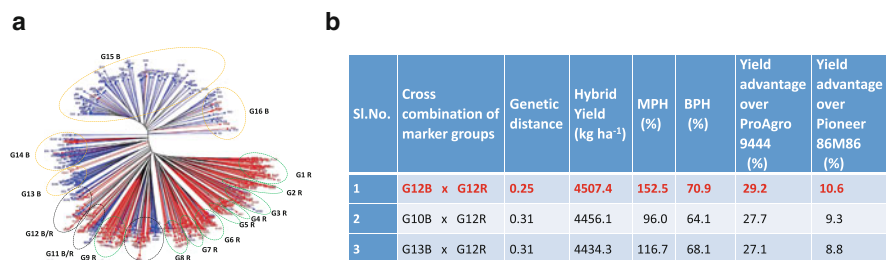 a
G15 B
G16 B
G14 B
G13 B
G12 B/R
G11 B/R
G9 R
G8 R
G7 R
G6 R
G5 R
G4 R
G3 R
G2 R
G1 R
b
Sl.No. Cross combination of marker groups Genetic distance Hybrid Yield (kg ha-1) MPH (%) BPH (%) Yield advantage over ProAgro 9444 (%) Yield advantage over Pioneer 86M86 (%)
1 G12B x G12R 0.25 4507.4 152.5 70.9 29.2 10.6
2 G10B x G12R 0.31 4456.1 96.0 64.1 27.7 9.3
3 G13B x G12R 0.31 4434.3 116.7 68.1 27.1 8.8